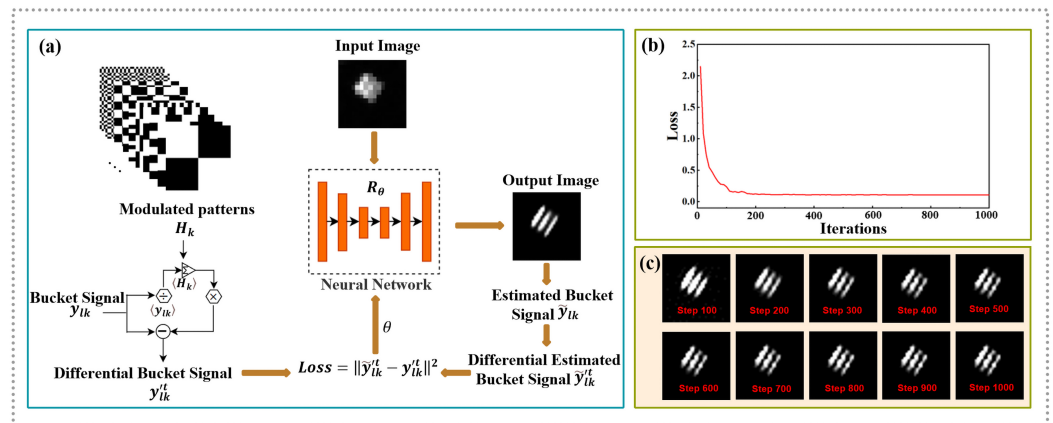 (a)
Input Image
Modulated patterns
H_k
Σ
⟨H_k⟩
Bucket Signal
y_lk
÷
⟨y_lk⟩
×
−
Differential Bucket Signal
y'^t_lk
R_θ
Neural Network
θ
Loss = ‖ỹ'^t_lk − y'^t_lk‖²
Output Image
Estimated Bucket
Signal ỹ_lk
Differential Estimated
Bucket Signal ỹ'^t_lk
(b)
2.5
2.0
1.5
1.0
0.5
0.0
Loss
0 200 400 600 800 1000
Iterations
(c)
Step 100 Step 200 Step 300 Step 400 Step 500
Step 600 Step 700 Step 800 Step 900 Step 1000